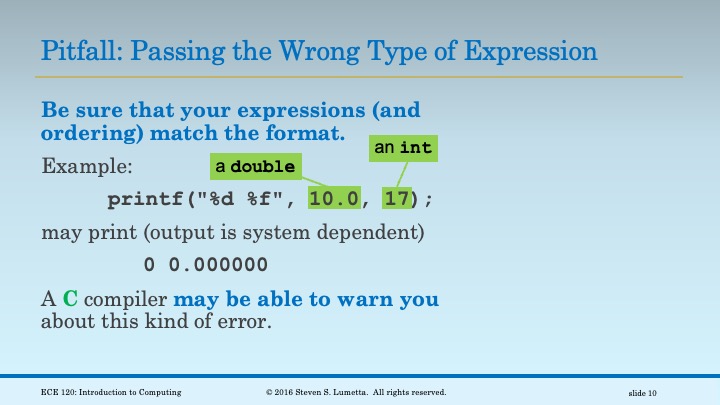 Pitfall: Passing the Wrong Type of Expression
Be sure that your expressions (and
ordering) match the format.
an int
Example:
a double
printf("%d %f", 10.0, 17);
may print (output is system dependent)
0 0.000000
A C compiler may be able to warn you
about this kind of error.
ECE 120: Introduction to Computing
© 2016 Steven S. Lumetta. All rights reserved.
slide 10